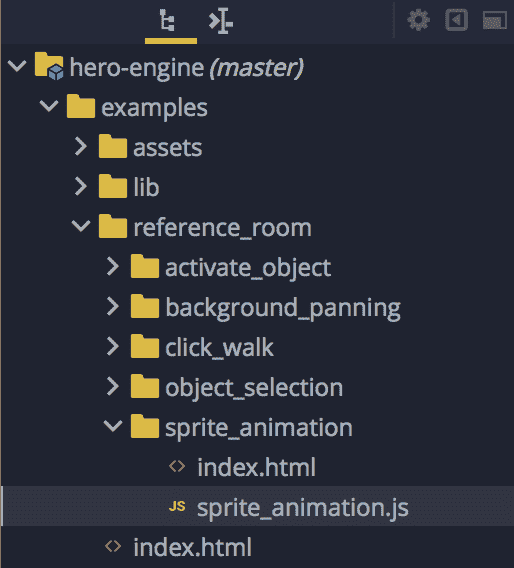 hero-engine (master)
examples
assets
lib
reference_room
activate_object
background_panning
click_walk
object_selection
sprite_animation
<> index.html
JS sprite_animation.js
<> index.html